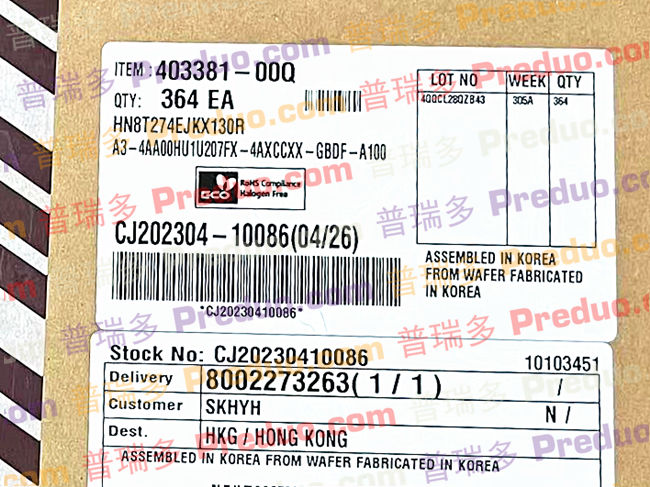 ITEM : 403381-00Q
QTY: 364 EA
HN8T274EJKX130R
A3-4AA00HU1U207FX-4AXCCXX-GBDF-A100
ECO RoHS Compliance
Halogen Free
CJ202304-10086(04/26)
*CJ20230410086*
LOT NO WEEK QTY
4QQCL28QZB43 305A 364
ASSEMBLED IN KOREA
FROM WAFER FABRICATED
IN KOREA
Stock No: CJ20230410086 10103451
Delivery 8002273263( 1 / 1 ) /
Customer SKHYH N /
Dest. HKG / HONG KONG
ASSEMBLED IN KOREA FROM WAFER FABRICATED IN KOREA
普瑞多 Preduo.com